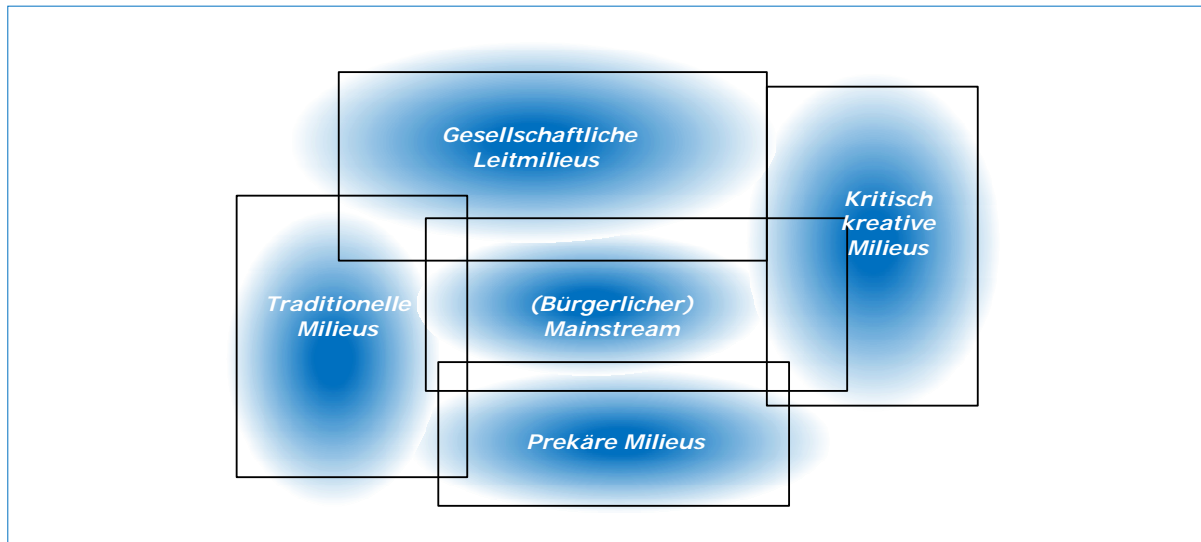 Gesellschaftliche
Leitmilieus
Kritisch
kreative
Milieus
Traditionelle
Milieus
(Bürgerlicher)
Mainstream
Prekäre Milieus